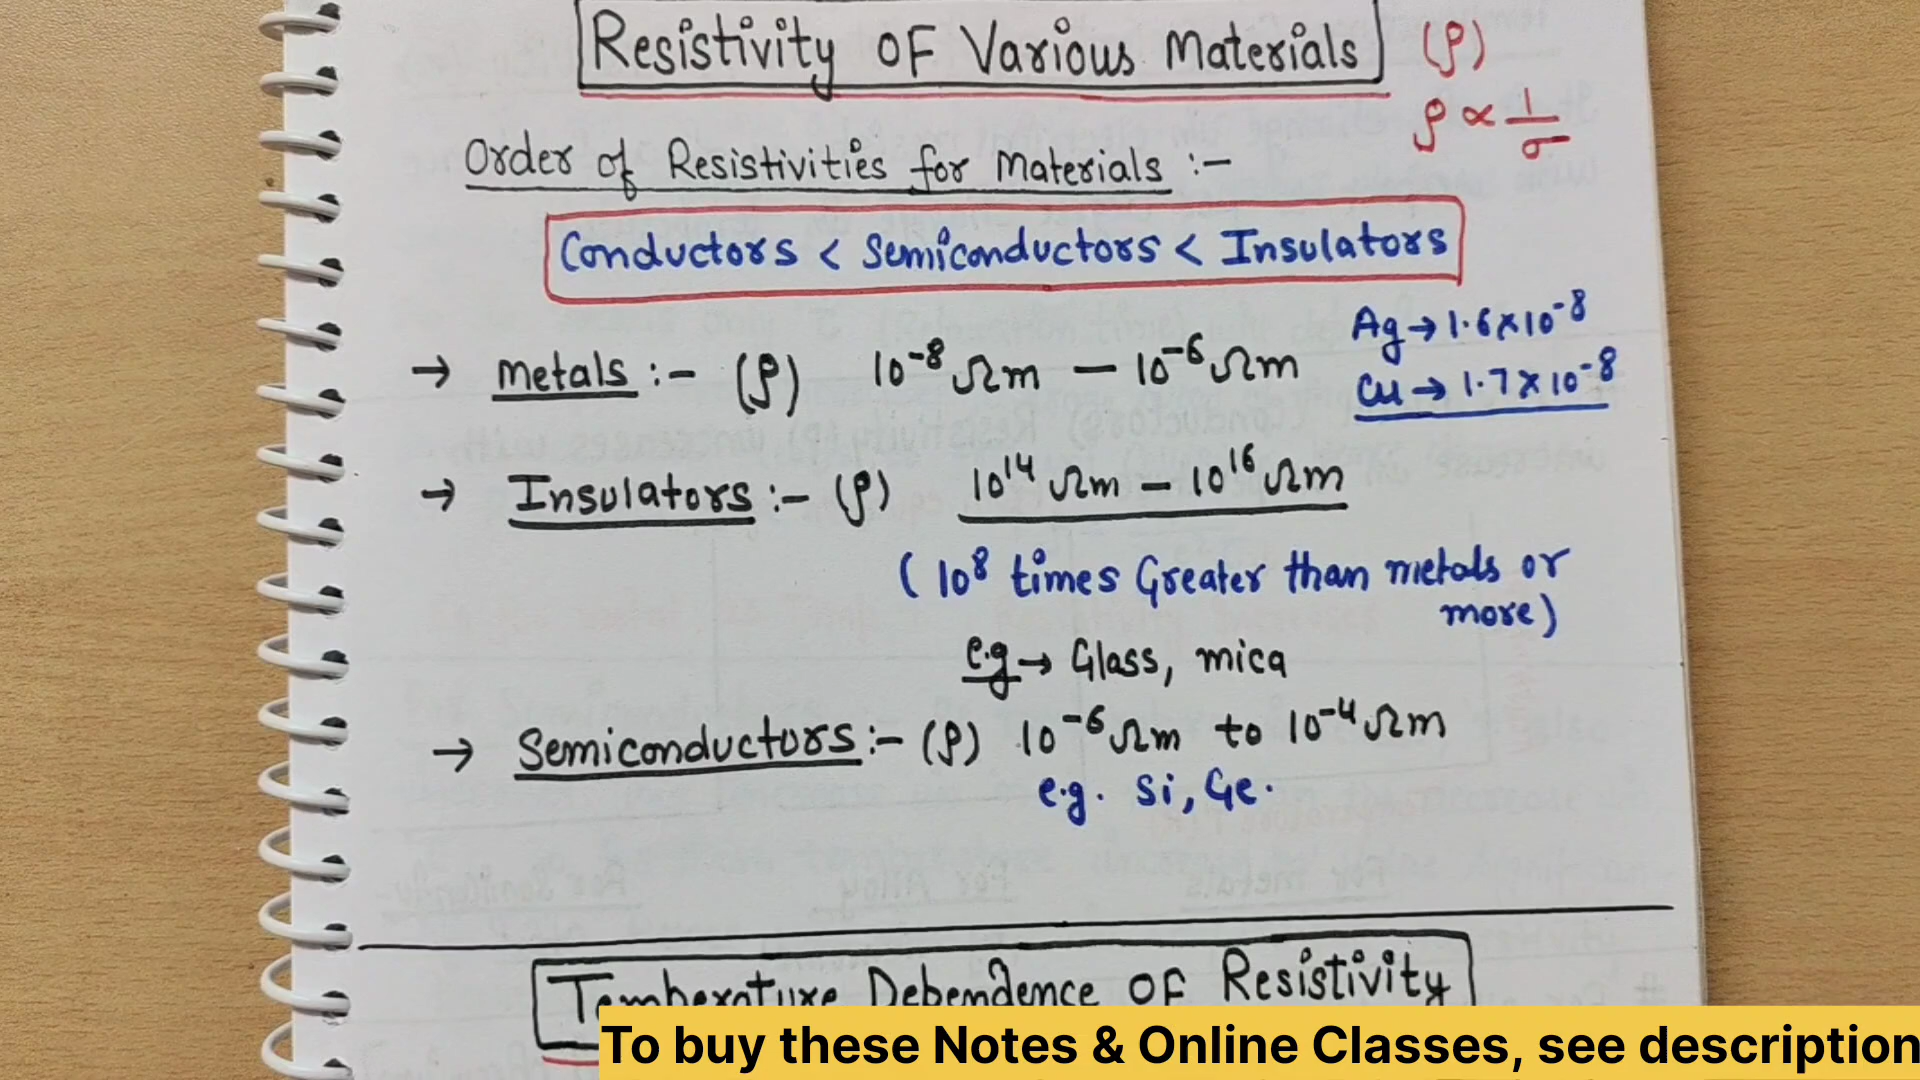 Resistivity OF Various Materials (ρ)
ρ ∝ 1/σ
Order of Resistivities for Materials :-
Conductors < Semiconductors < Insulators
Ag → 1.6×10⁻⁸
→ Metals :- (ρ) 10⁻⁸ Ωm — 10⁻⁶ Ωm
Cu → 1.7×10⁻⁸
→ Insulators :- (ρ) 10¹⁴ Ωm — 10¹⁶ Ωm
(10⁸ times Greater than metals or
more)
e.g → Glass, mica
→ Semiconductors :- (ρ) 10⁻⁶ Ωm to 10⁻⁴ Ωm
e.g. Si, Ge.
Temperature Dependence OF Resistivity
To buy these Notes & Online Classes, see description